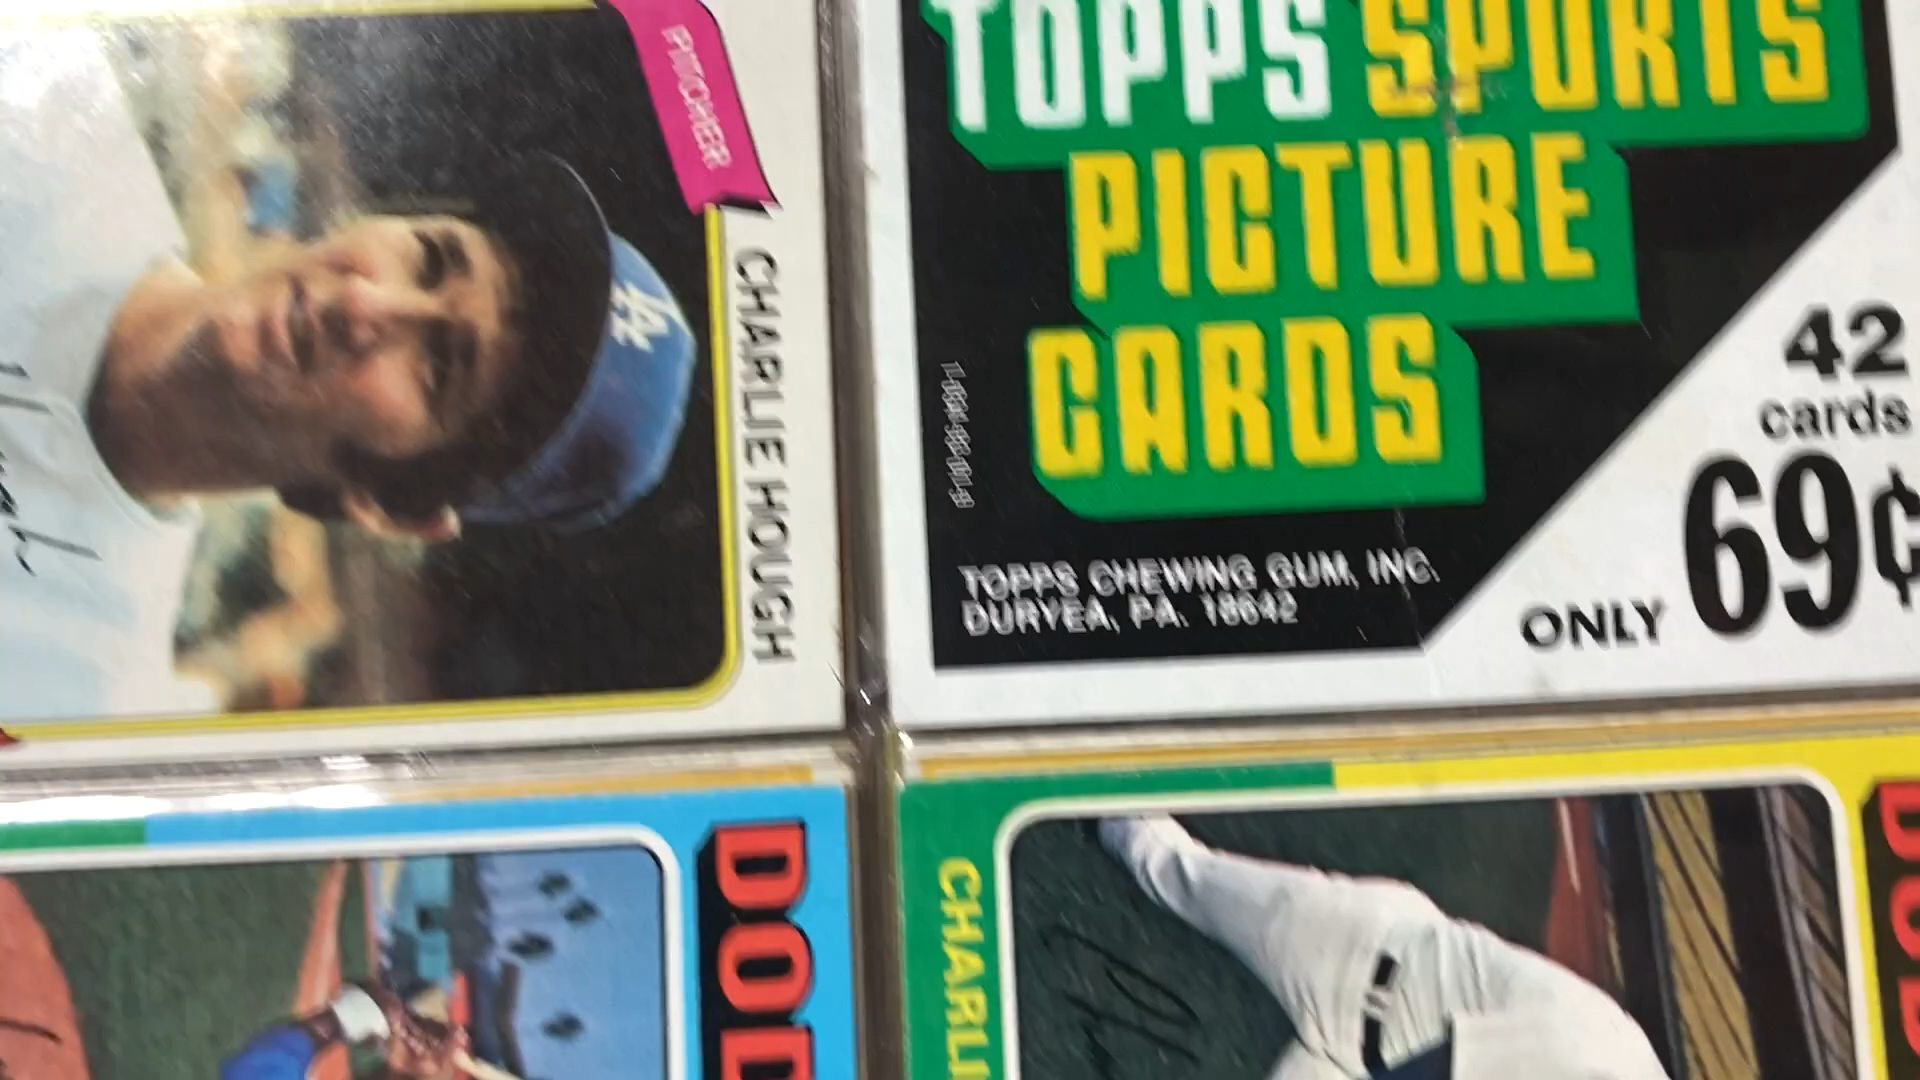 PITCHER
CHARLIE HOUGH
LA
TOPPS SPORTS
PICTURE
CARDS
42
cards
ONLY 69¢
TOPPS CHEWING GUM, INC.
DURYEA, PA. 18642
DOD
CHARLI